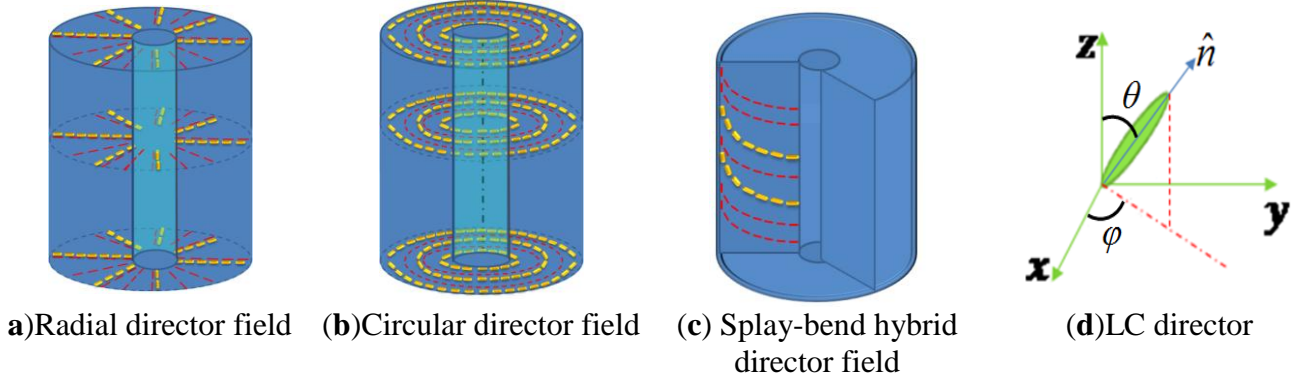 z
n̂
θ
y
φ
x
a)Radial director field
(b)Circular director field
(c) Splay-bend hybrid
director field
(d)LC director